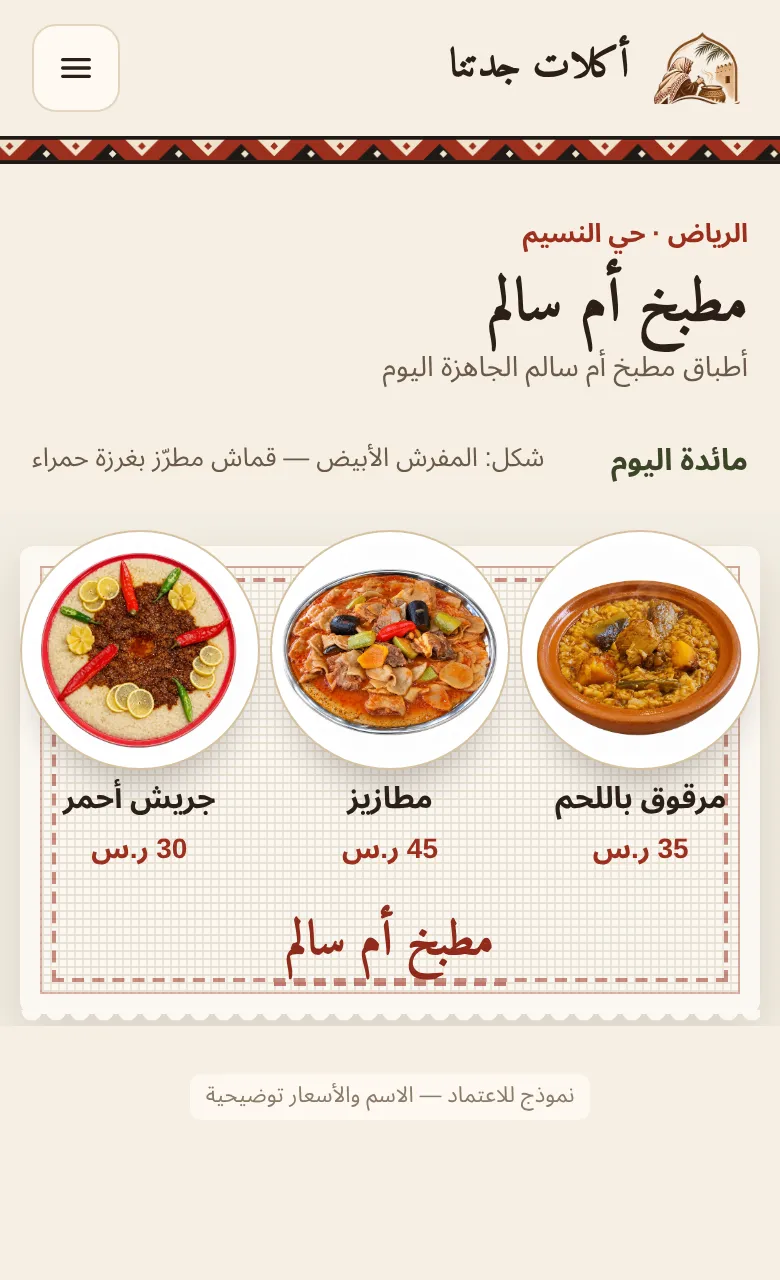 أكلات جدتنا
الرياض · حي النسيم
مطبخ أم سالم
أطباق مطبخ أم سالم الجاهزة اليوم
مائدة اليوم
شكل: المفرش الأبيض — قماش مطرّز بغرزة حمراء
مرقوق باللحم
35 ر.س
مطازيز
45 ر.س
جريش أحمر
30 ر.س
مطبخ أم سالم
نموذج للاعتماد — الاسم والأسعار توضيحية